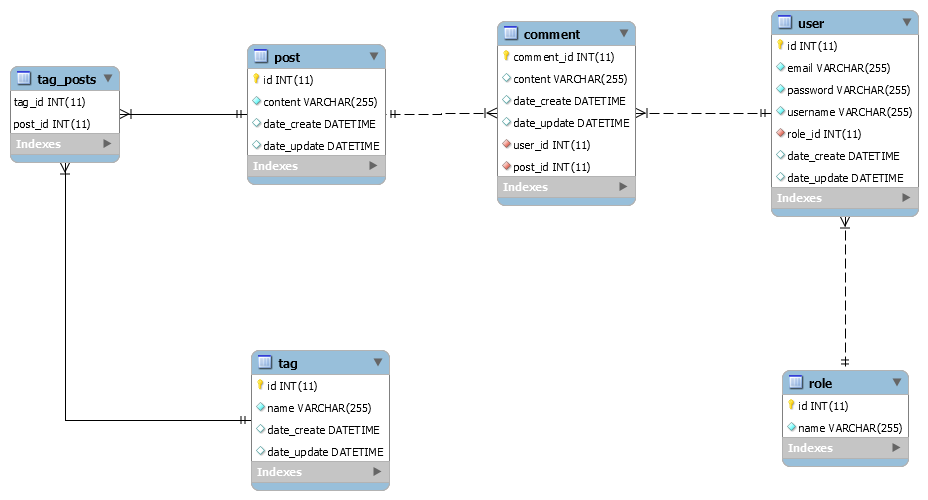 tag_posts
tag_id INT(11)
post_id INT(11)
Indexes
post
id INT(11)
content VARCHAR(255)
date_create DATETIME
date_update DATETIME
Indexes
comment
comment_id INT(11)
content VARCHAR(255)
date_create DATETIME
date_update DATETIME
user_id INT(11)
post_id INT(11)
Indexes
user
id INT(11)
email VARCHAR(255)
password VARCHAR(255)
username VARCHAR(255)
role_id INT(11)
date_create DATETIME
date_update DATETIME
Indexes
tag
id INT(11)
name VARCHAR(255)
date_create DATETIME
date_update DATETIME
Indexes
role
id INT(11)
name VARCHAR(255)
Indexes